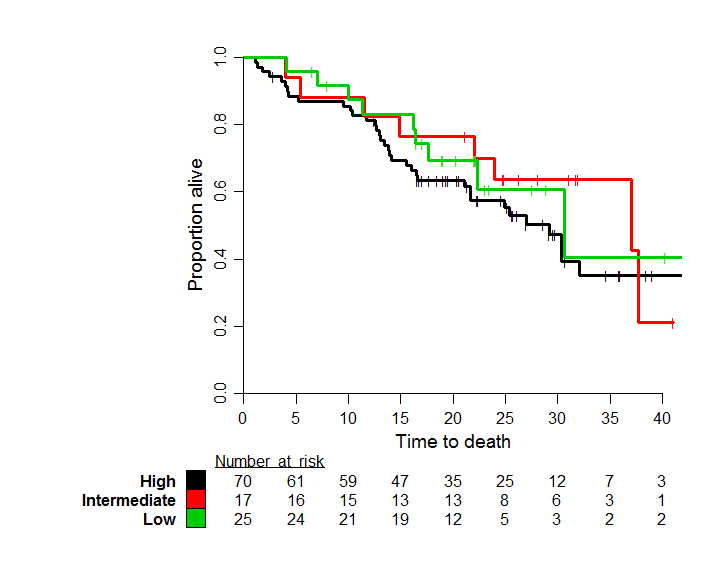 Proportion alive
1.0
0.8
0.6
0.4
0.2
0.0
0 5 10 15 20 25 30 35 40
Time to death
Number at risk
High 70 61 59 47 35 25 12 7 3
Intermediate 17 16 15 13 13 8 6 3 1
Low 25 24 21 19 12 5 3 2 2